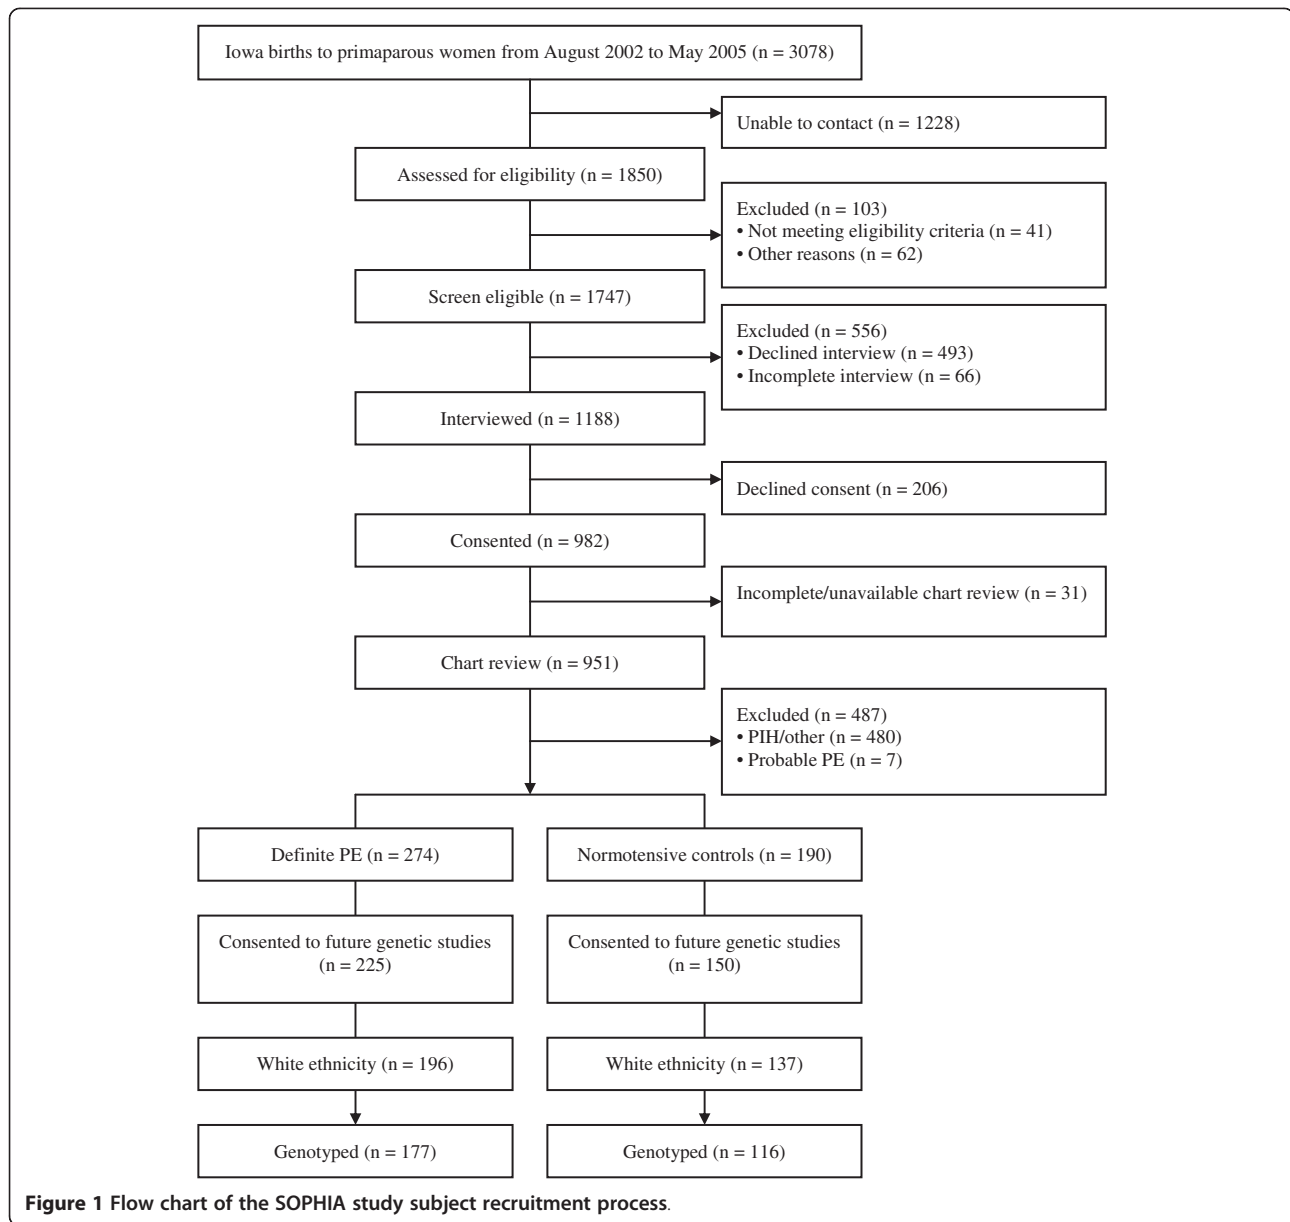 Iowa births to primaparous women from August 2002 to May 2005 (n = 3078)
Unable to contact (n = 1228)
Assessed for eligibility (n = 1850)
Excluded (n = 103)
• Not meeting eligibility criteria (n = 41)
• Other reasons (n = 62)
Screen eligible (n = 1747)
Excluded (n = 556)
• Declined interview (n = 493)
• Incomplete interview (n = 66)
Interviewed (n = 1188)
Declined consent (n = 206)
Consented (n = 982)
Incomplete/unavailable chart review (n = 31)
Chart review (n = 951)
Excluded (n = 487)
• PIH/other (n = 480)
• Probable PE (n = 7)
Definite PE (n = 274)
Normotensive controls (n = 190)
Consented to future genetic studies
(n = 225)
Consented to future genetic studies
(n = 150)
White ethnicity (n = 196)
White ethnicity (n = 137)
Genotyped (n = 177)
Genotyped (n = 116)
Figure 1 Flow chart of the SOPHIA study subject recruitment process.